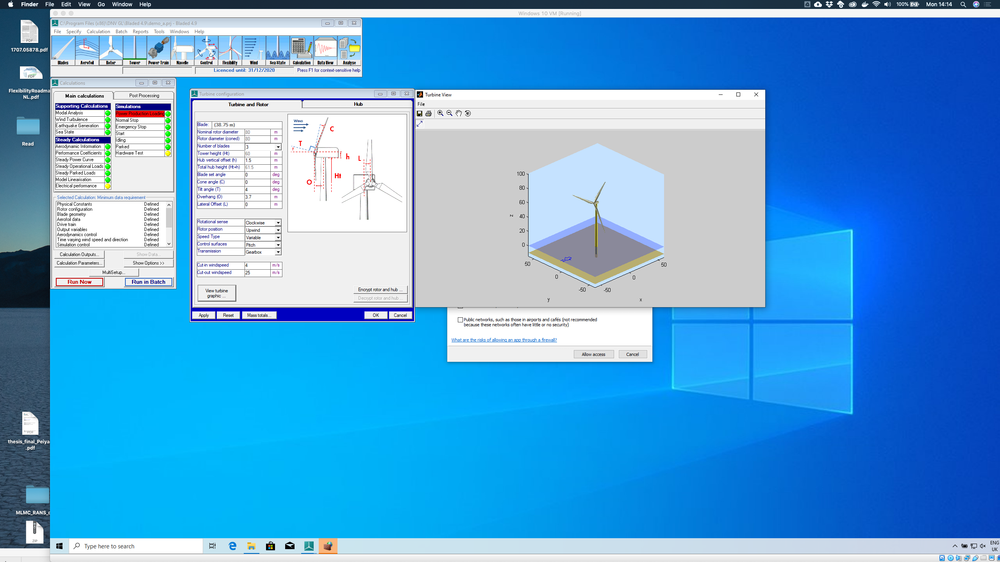 Finder File Edit View Go Window Help
100% Mon 14:14
Windows 10 VM [Running]
1707.05878.pdf
PDF
FlexibilityRoadma
NL.pdf
PDF
Read
thesis_final_Peiya
.pdf
PDF
MLMC_RANS_c
ZIP
C:\Program Files (x86)\DNV GL\Bladed 4.9\demo_a.prj - Bladed 4.9
File Specify Calculation Batch Reports Tools Windows Help
Blades Aerofoil Rotor Tower Power Train Nacelle Control Flexibility Wind Sea State Calculation Data View Analyse
Licenced until: 31/12/2020 Press F1 for context-sensitive help
Calculations
Main calculations Post Processing
Supporting Calculations
Modal Analysis
Wind Turbulence
Earthquake Generation
Sea State
Steady Calculations
Aerodynamic Information
Performance Coefficients
Steady Power Curve
Steady Operational Loads
Steady Parked Loads
Model Linearisation
Electrical performance
Simulations
Power Production Loading
Normal Stop
Emergency Stop
Start
Idling
Parked
Hardware Test
Selected Calculation: Minimum data requirement
Physical Constants Defined
Rotor configuration Defined
Blade geometry Defined
Aerofoil data Defined
Drive train Defined
Output variables Defined
Aerodynamics control Defined
Time varying wind speed and direction Defined
Simulation control Defined
Calculation Outputs... Show Data...
Calculation Parameters... Show Options >>
MultiSetup...
Run Now Run in Batch
Turbine configuration
Turbine and Rotor Hub
Blade: (38.75 m)
Nominal rotor diameter 80 m
Rotor diameter (coned) 80 m
Number of blades 3
Tower height (Ht) 60 m
Hub vertical offset (h) 1.5 m
Total hub height (Ht+h) 61.5 m
Blade set angle 0 deg
Cone angle (C) 0 deg
Tilt angle (T) 4 deg
Overhang (O) 3.7 m
Lateral Offset (L) 0 m
Rotational sense Clockwise
Rotor position Upwind
Speed Type Variable
Control surfaces Pitch
Transmission Gearbox
Cut-in windspeed 4 m/s
Cut-out windspeed 25 m/s
WIND
C
T
h
L
Ht
O
View turbine
graphic ...
Encrypt rotor and hub ...
Decrypt rotor and hub ...
Apply Reset Mass totals... OK Cancel
Turbine View
File
100
80
60
40
20
0
z
50
0
-50
y
-50
0
50
x
Public networks, such as those in airports and cafés (not recommended
because these networks often have little or no security)
What are the risks of allowing an app through a firewall?
Allow access Cancel
Type here to search
ENG
UK